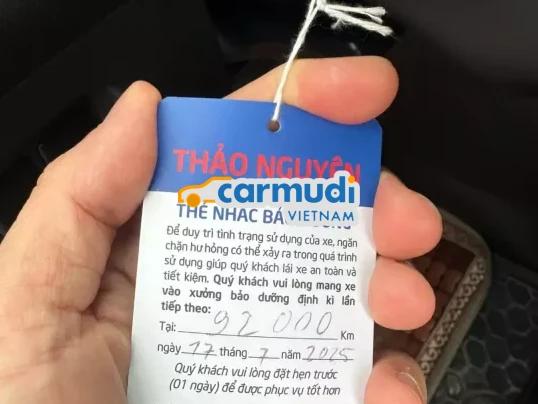 THẢO NGUYÊN
carmudi
VIETNAM
THẺ NHẮC
Để duy trì tình trạng sử dụng của xe, ngăn
chặn hư hỏng có thể xảy ra trong quá trình
sử dụng giúp quý khách lái xe an toàn và
tiết kiệm. Quý khách vui lòng mang xe
vào xưởng bảo dưỡng định kì lần
tiếp theo:
Tại: 92 000 Km
ngày 17 tháng 7 năm 2025
Quý khách vui lòng đặt hẹn trước
(01 ngày) để được phục vụ tốt hơn